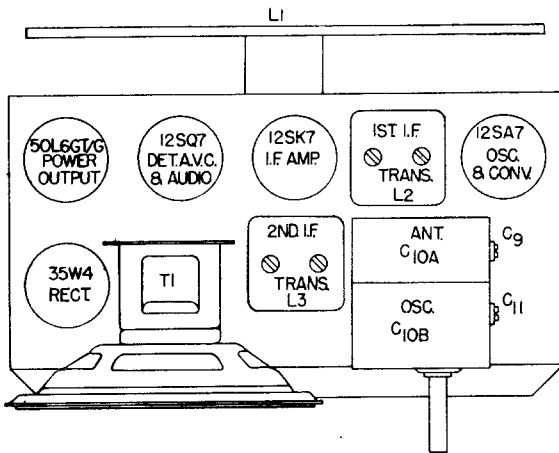 L1
50L6GT/G
POWER
OUTPUT
12SQ7
DET. A.V.C.
& AUDIO
12SK7
I.F AMP.
1ST I.F
TRANS.
L2
12SA7
OSC.
& CONV.
35W4
RECT.
T1
2ND. I.F
TRANS.
L3
ANT.
C10A
C9
OSC.
C10B
C11